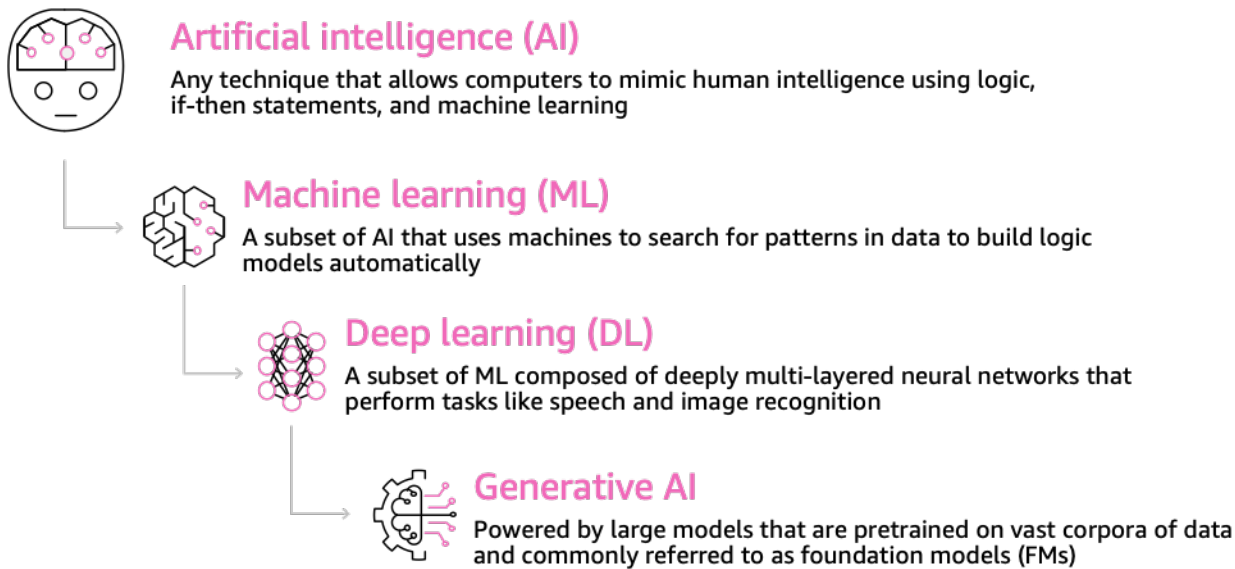 Artificial intelligence (AI)
Any technique that allows computers to mimic human intelligence using logic,
if-then statements, and machine learning
Machine learning (ML)
A subset of AI that uses machines to search for patterns in data to build logic
models automatically
Deep learning (DL)
A subset of ML composed of deeply multi-layered neural networks that
perform tasks like speech and image recognition
Generative AI
Powered by large models that are pretrained on vast corpora of data
and commonly referred to as foundation models (FMs)